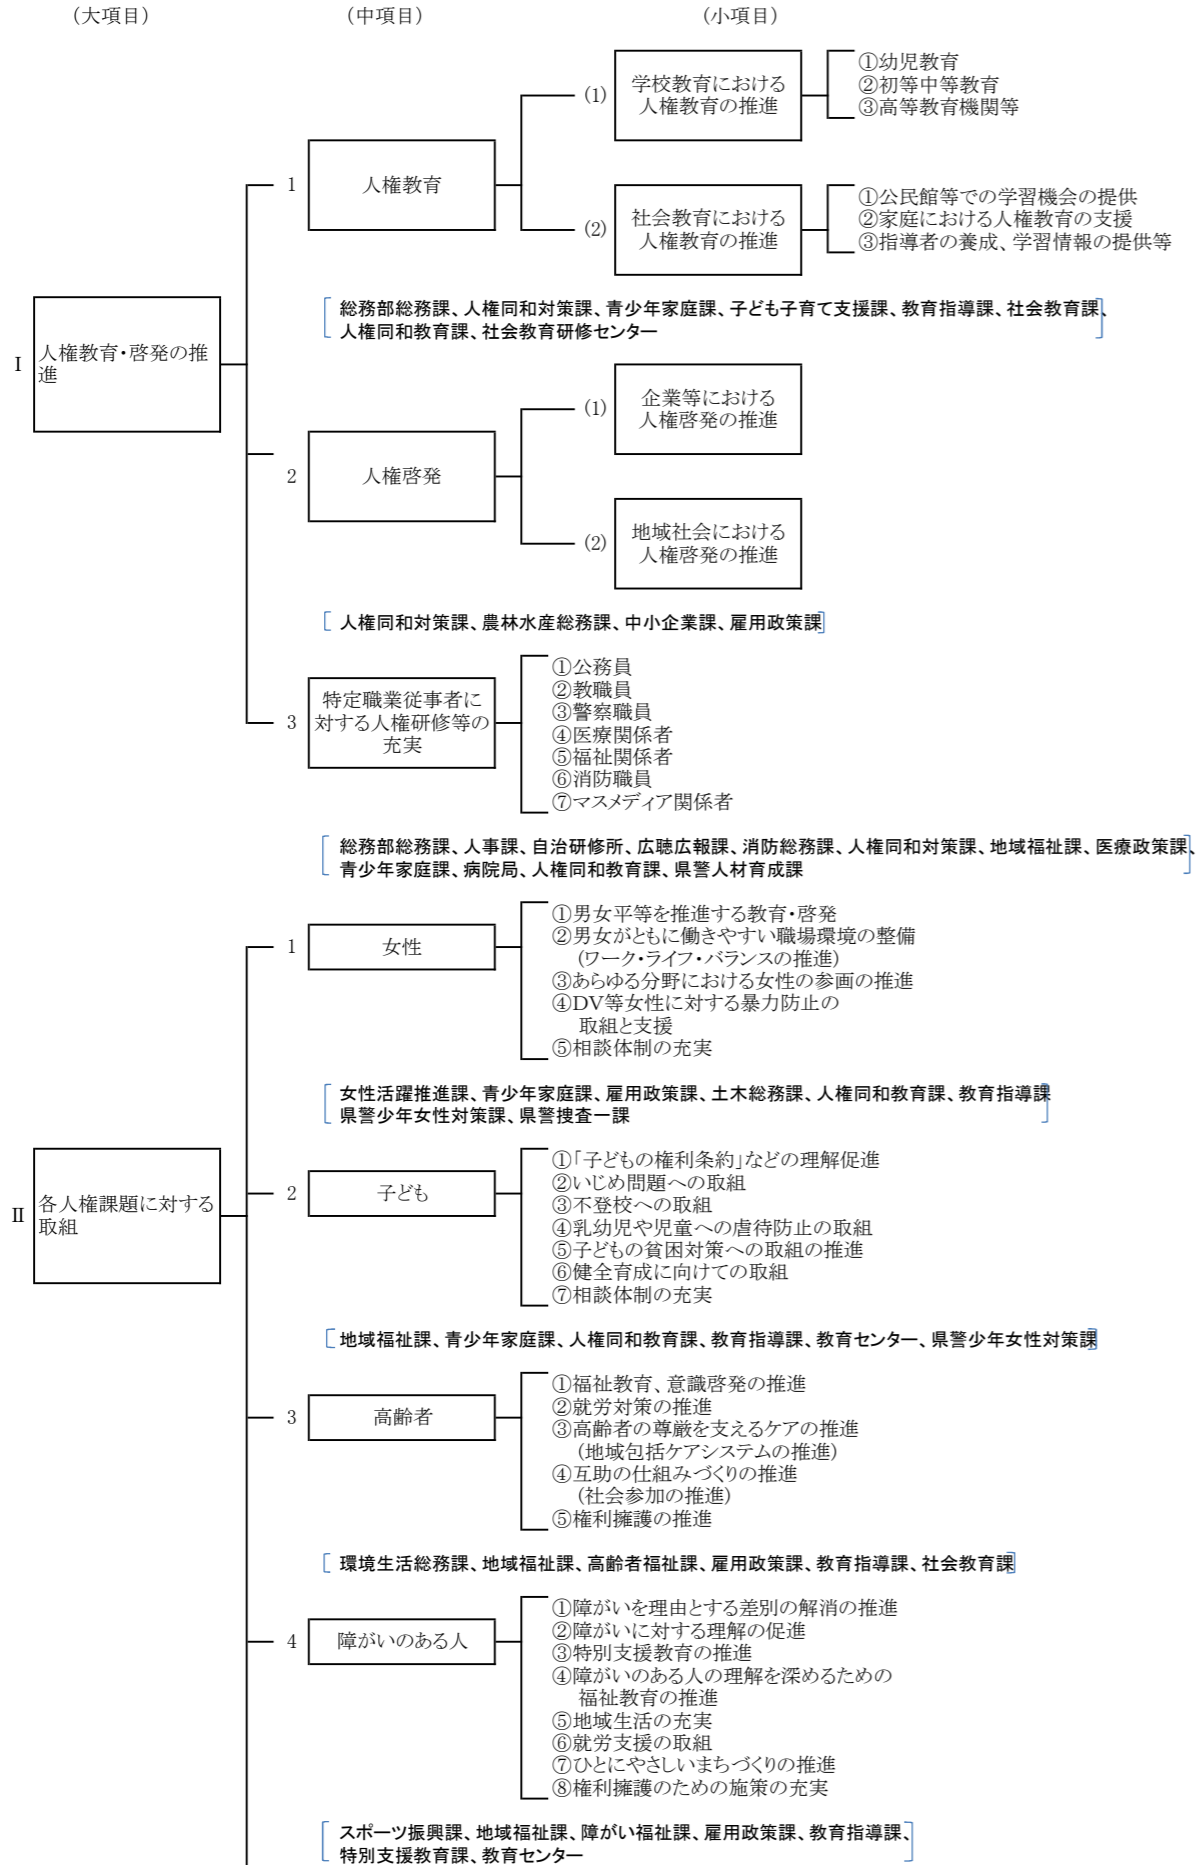 （大項目）
（中項目）
（小項目）
Ⅰ
人権教育・啓発の推
進
1
人権教育
(1)
学校教育における
人権教育の推進
①幼児教育
②初等中等教育
③高等教育機関等
(2)
社会教育における
人権教育の推進
①公民館等での学習機会の提供
②家庭における人権教育の支援
③指導者の養成、学習情報の提供等
総務部総務課、人権同和対策課、青少年家庭課、子ども子育て支援課、教育指導課、社会教育課、
人権同和教育課、社会教育研修センター
2
人権啓発
(1)
企業等における
人権啓発の推進
(2)
地域社会における
人権啓発の推進
人権同和対策課、農林水産総務課、中小企業課、雇用政策課
3
特定職業従事者に
対する人権研修等の
充実
①公務員
②教職員
③警察職員
④医療関係者
⑤福祉関係者
⑥消防職員
⑦マスメディア関係者
総務部総務課、人事課、自治研修所、広聴広報課、消防総務課、人権同和対策課、地域福祉課、医療政策課、
青少年家庭課、病院局、人権同和教育課、県警人材育成課
Ⅱ
各人権課題に対する
取組
1
女性
①男女平等を推進する教育・啓発
②男女がともに働きやすい職場環境の整備
(ワーク・ライフ・バランスの推進)
③あらゆる分野における女性の参画の推進
④DV等女性に対する暴力防止の
取組と支援
⑤相談体制の充実
女性活躍推進課、青少年家庭課、雇用政策課、土木総務課、人権同和教育課、教育指導課
県警少年女性対策課、県警捜査一課
2
子ども
①「子どもの権利条約」などの理解促進
②いじめ問題への取組
③不登校への取組
④乳幼児や児童への虐待防止の取組
⑤子どもの貧困対策への取組の推進
⑥健全育成に向けての取組
⑦相談体制の充実
地域福祉課、青少年家庭課、人権同和教育課、教育指導課、教育センター、県警少年女性対策課
3
高齢者
①福祉教育、意識啓発の推進
②就労対策の推進
③高齢者の尊厳を支えるケアの推進
(地域包括ケアシステムの推進)
④互助の仕組みづくりの推進
(社会参加の推進)
⑤権利擁護の推進
環境生活総務課、地域福祉課、高齢者福祉課、雇用政策課、教育指導課、社会教育課
4
障がいのある人
①障がいを理由とする差別の解消の推進
②障がいに対する理解の促進
③特別支援教育の推進
④障がいのある人の理解を深めるための
福祉教育の推進
⑤地域生活の充実
⑥就労支援の取組
⑦ひとにやさしいまちづくりの推進
⑧権利擁護のための施策の充実
スポーツ振興課、地域福祉課、障がい福祉課、雇用政策課、教育指導課、
特別支援教育課、教育センター